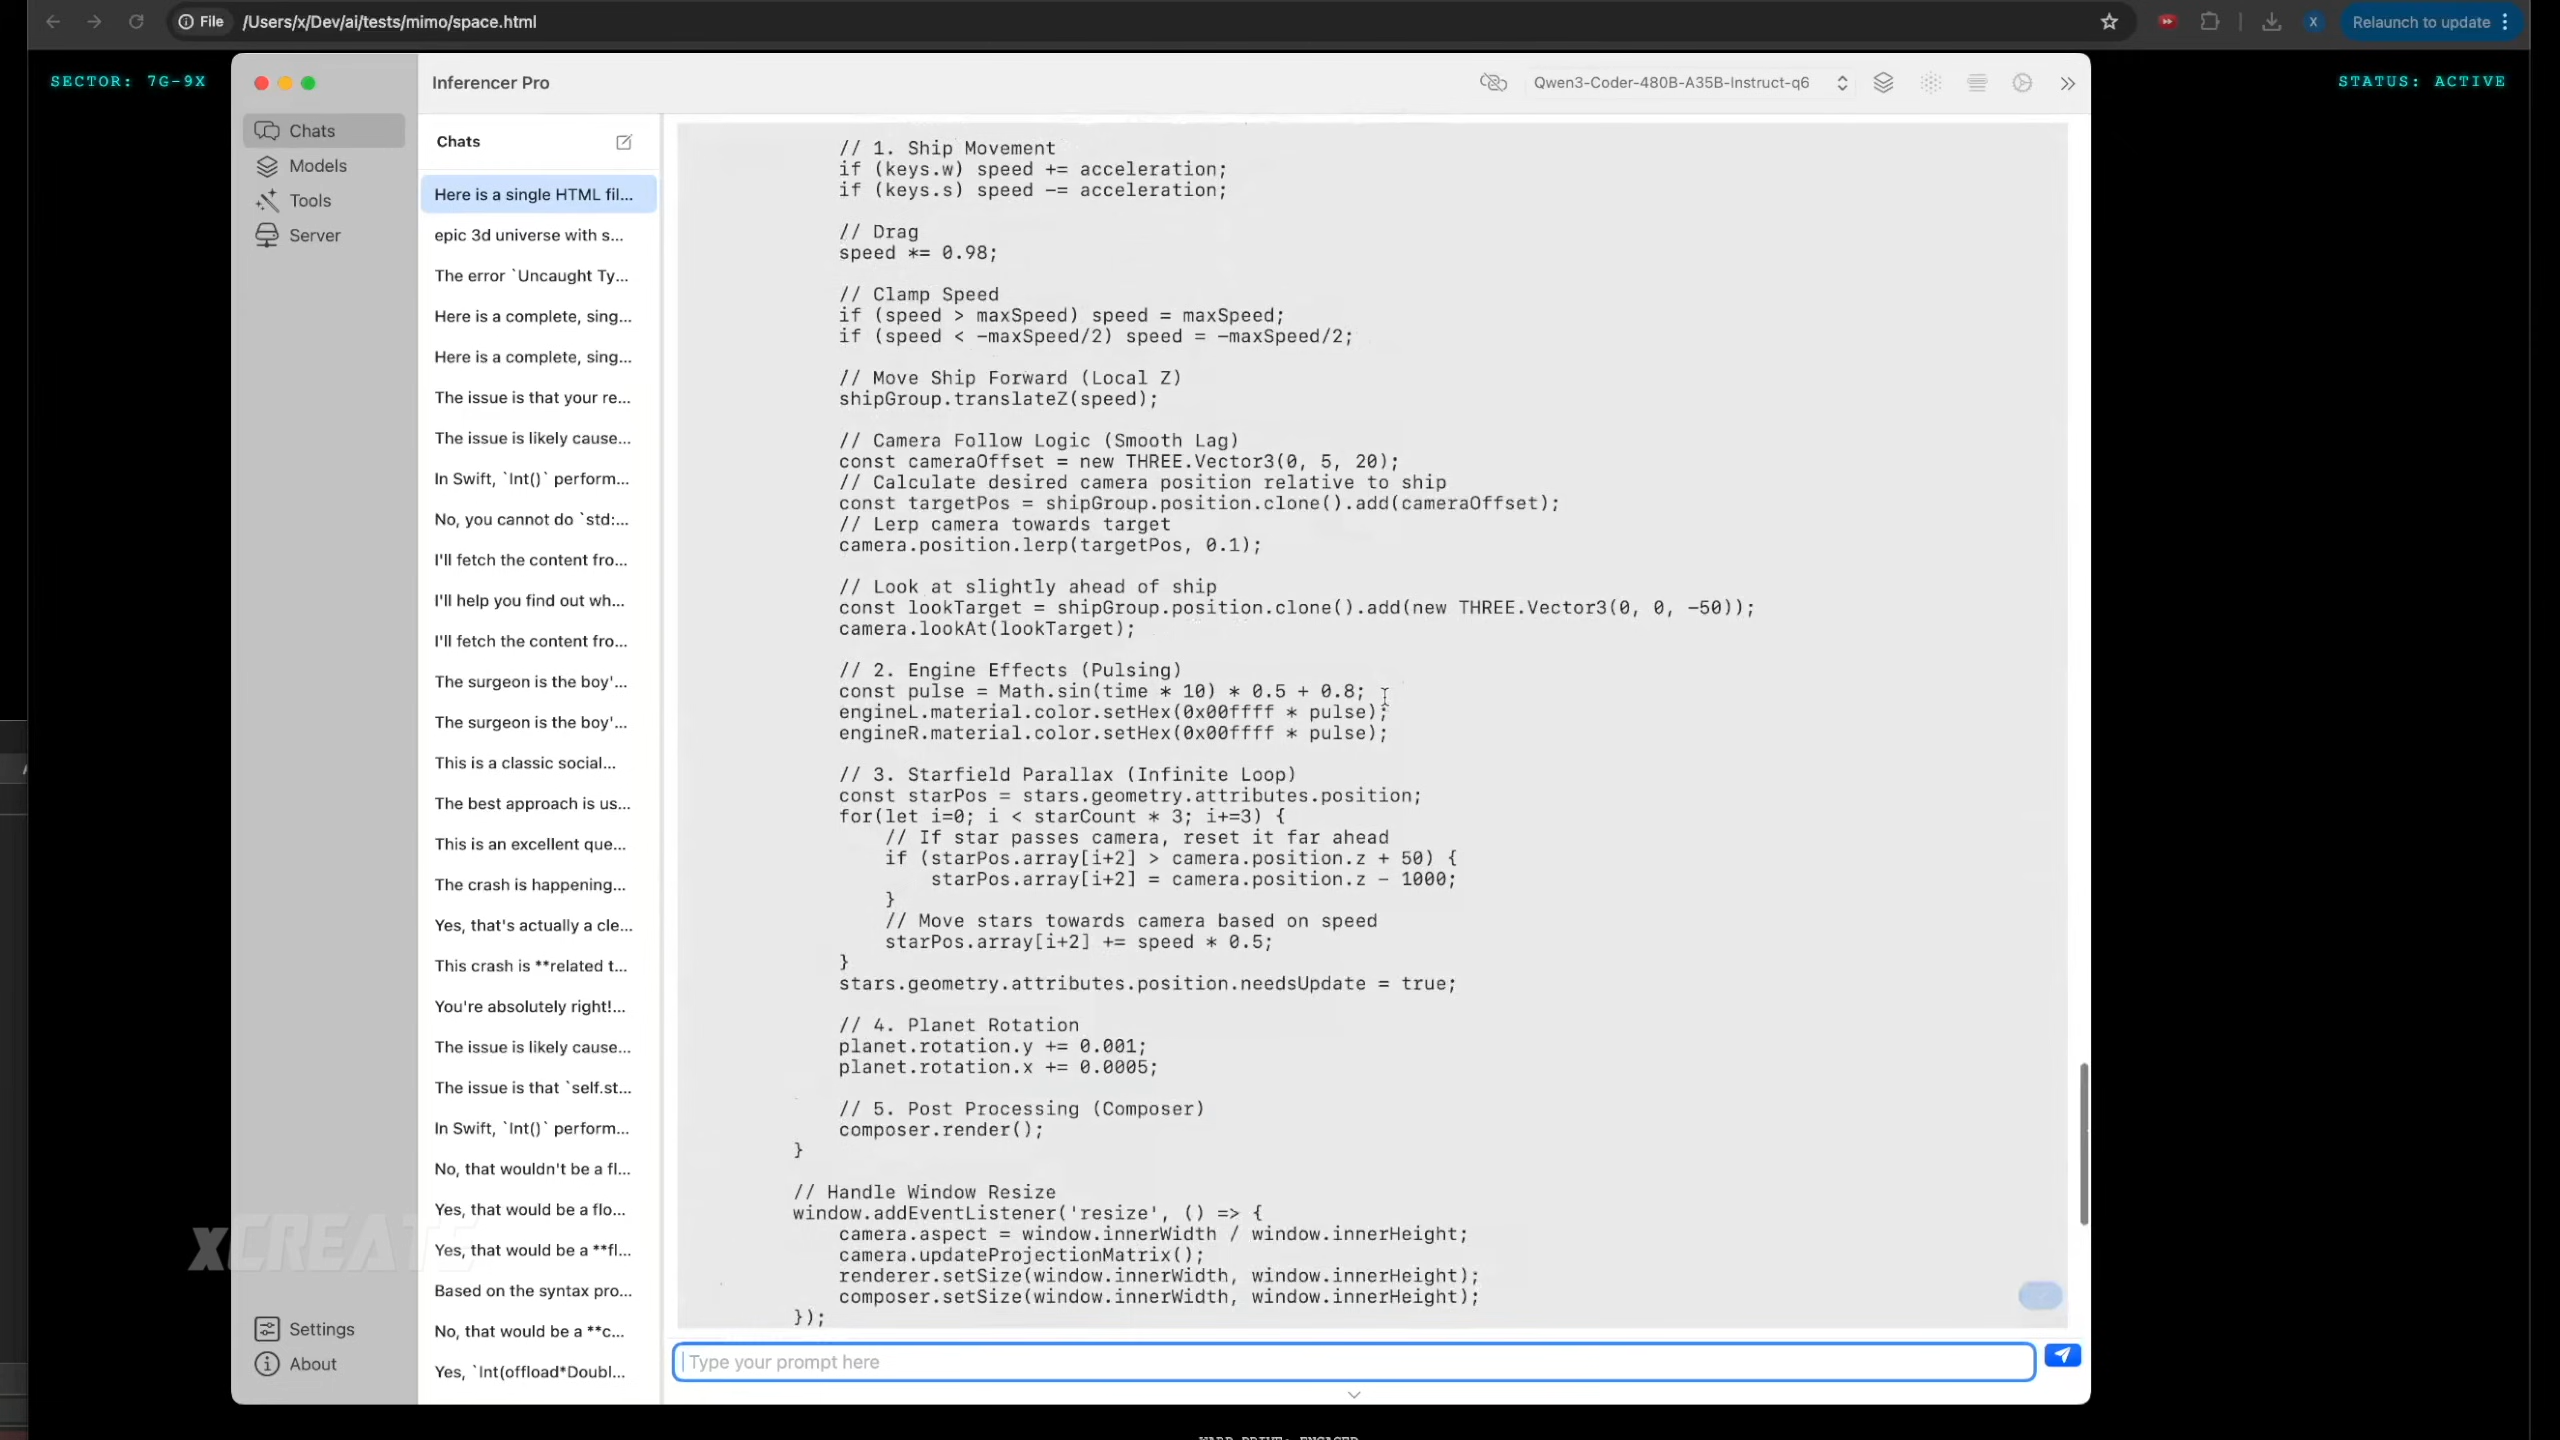 File /Users/x/Dev/ai/tests/mimo/space.html
Relaunch to update
SECTOR: 7G-9X
STATUS: ACTIVE
Inferencer Pro
Qwen3-Coder-480B-A35B-Instruct-q6
Chats
Models
Tools
Server
Settings
About
Chats
Here is a single HTML fil...
epic 3d universe with s...
The error `Uncaught Ty...
Here is a complete, sing...
Here is a complete, sing...
The issue is that your re...
The issue is likely cause...
In Swift, `Int()` perform...
No, you cannot do `std:...
I'll fetch the content fro...
I'll help you find out wh...
I'll fetch the content fro...
The surgeon is the boy'...
The surgeon is the boy'...
This is a classic social...
The best approach is us...
This is an excellent que...
The crash is happening...
Yes, that's actually a cle...
This crash is **related t...
You're absolutely right!...
The issue is likely cause...
The issue is that `self.st...
In Swift, `Int()` perform...
No, that wouldn't be a fl...
Yes, that would be a flo...
Yes, that would be a **fl...
Based on the syntax pro...
No, that would be a **c...
Yes, `Int(offload*Doubl...
// 1. Ship Movement
if (keys.w) speed += acceleration;
if (keys.s) speed -= acceleration;
// Drag
speed *= 0.98;
// Clamp Speed
if (speed > maxSpeed) speed = maxSpeed;
if (speed < -maxSpeed/2) speed = -maxSpeed/2;
// Move Ship Forward (Local Z)
shipGroup.translateZ(speed);
// Camera Follow Logic (Smooth Lag)
const cameraOffset = new THREE.Vector3(0, 5, 20);
// Calculate desired camera position relative to ship
const targetPos = shipGroup.position.clone().add(cameraOffset);
// Lerp camera towards target
camera.position.lerp(targetPos, 0.1);
// Look at slightly ahead of ship
const lookTarget = shipGroup.position.clone().add(new THREE.Vector3(0, 0, -50));
camera.lookAt(lookTarget);
// 2. Engine Effects (Pulsing)
const pulse = Math.sin(time * 10) * 0.5 + 0.8;
engineL.material.color.setHex(0x00ffff * pulse);
engineR.material.color.setHex(0x00ffff * pulse);
// 3. Starfield Parallax (Infinite Loop)
const starPos = stars.geometry.attributes.position;
for(let i=0; i < starCount * 3; i+=3) {
// If star passes camera, reset it far ahead
if (starPos.array[i+2] > camera.position.z + 50) {
starPos.array[i+2] = camera.position.z - 1000;
}
// Move stars towards camera based on speed
starPos.array[i+2] += speed * 0.5;
}
stars.geometry.attributes.position.needsUpdate = true;
// 4. Planet Rotation
planet.rotation.y += 0.001;
planet.rotation.x += 0.0005;
// 5. Post Processing (Composer)
composer.render();
}
// Handle Window Resize
window.addEventListener('resize', () => {
camera.aspect = window.innerWidth / window.innerHeight;
camera.updateProjectionMatrix();
renderer.setSize(window.innerWidth, window.innerHeight);
composer.setSize(window.innerWidth, window.innerHeight);
});
Type your prompt here
xCREATE